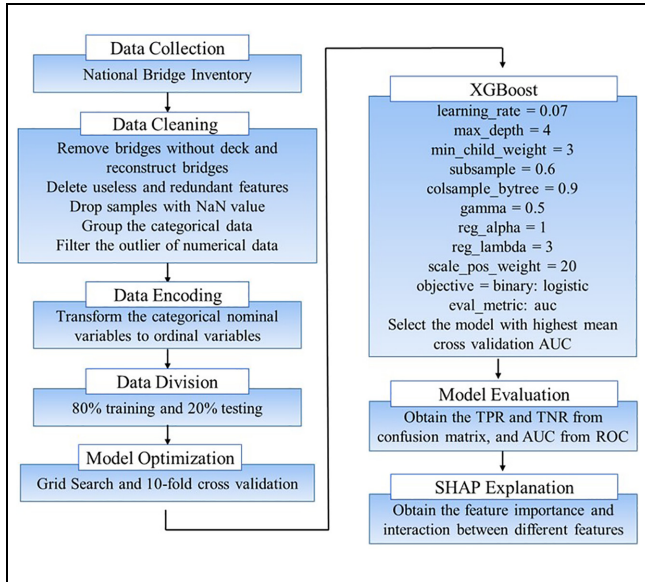 Data Collection
National Bridge Inventory
Data Cleaning
Remove bridges without deck and
reconstruct bridges
Delete useless and redundant features
Drop samples with NaN value
Group the categorical data
Filter the outlier of numerical data
Data Encoding
Transform the categorical nominal
variables to ordinal variables
Data Division
80% training and 20% testing
Model Optimization
Grid Search and 10-fold cross validation
XGBoost
learning_rate = 0.07
max_depth = 4
min_child_weight = 3
subsample = 0.6
colsample_bytree = 0.9
gamma = 0.5
reg_alpha = 1
reg_lambda = 3
scale_pos_weight = 20
objective = binary: logistic
eval_metric: auc
Select the model with highest mean
cross validation AUC
Model Evaluation
Obtain the TPR and TNR from
confusion matrix, and AUC from ROC
SHAP Explanation
Obtain the feature importance and
interaction between different features